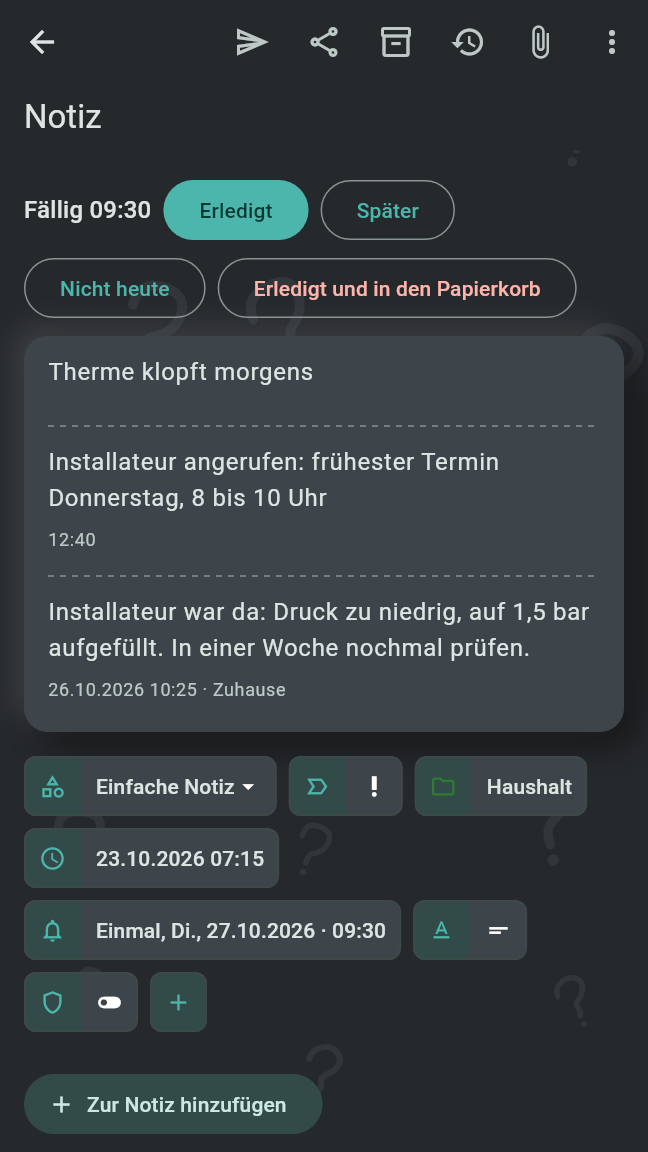 Notiz
Fällig 09:30
Erledigt
Später
Nicht heute
Erledigt und in den Papierkorb
Therme klopft morgens
Installateur angerufen: frühester Termin
Donnerstag, 8 bis 10 Uhr
12:40
Installateur war da: Druck zu niedrig, auf 1,5 bar
aufgefüllt. In einer Woche nochmal prüfen.
26.10.2026 10:25 · Zuhause
Einfache Notiz
!
Haushalt
23.10.2026 07:15
Einmal, Di., 27.10.2026 · 09:30
A
+ Zur Notiz hinzufügen